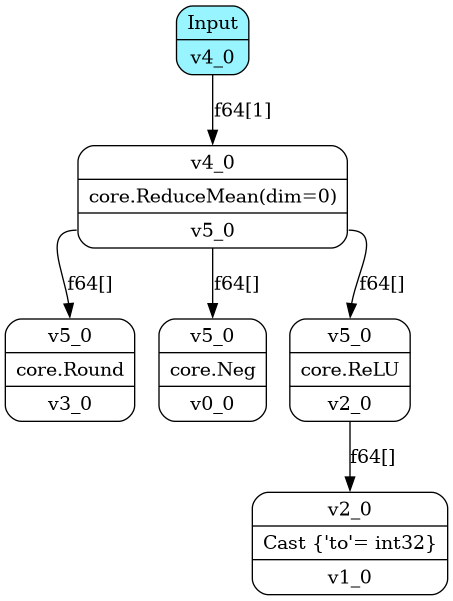 Input
v4_0
f64[1]
v4_0
core.ReduceMean(dim=0)
v5_0
f64[]
f64[]
f64[]
v5_0
core.Round
v3_0
v5_0
core.Neg
v0_0
v5_0
core.ReLU
v2_0
f64[]
v2_0
Cast {'to'= int32}
v1_0